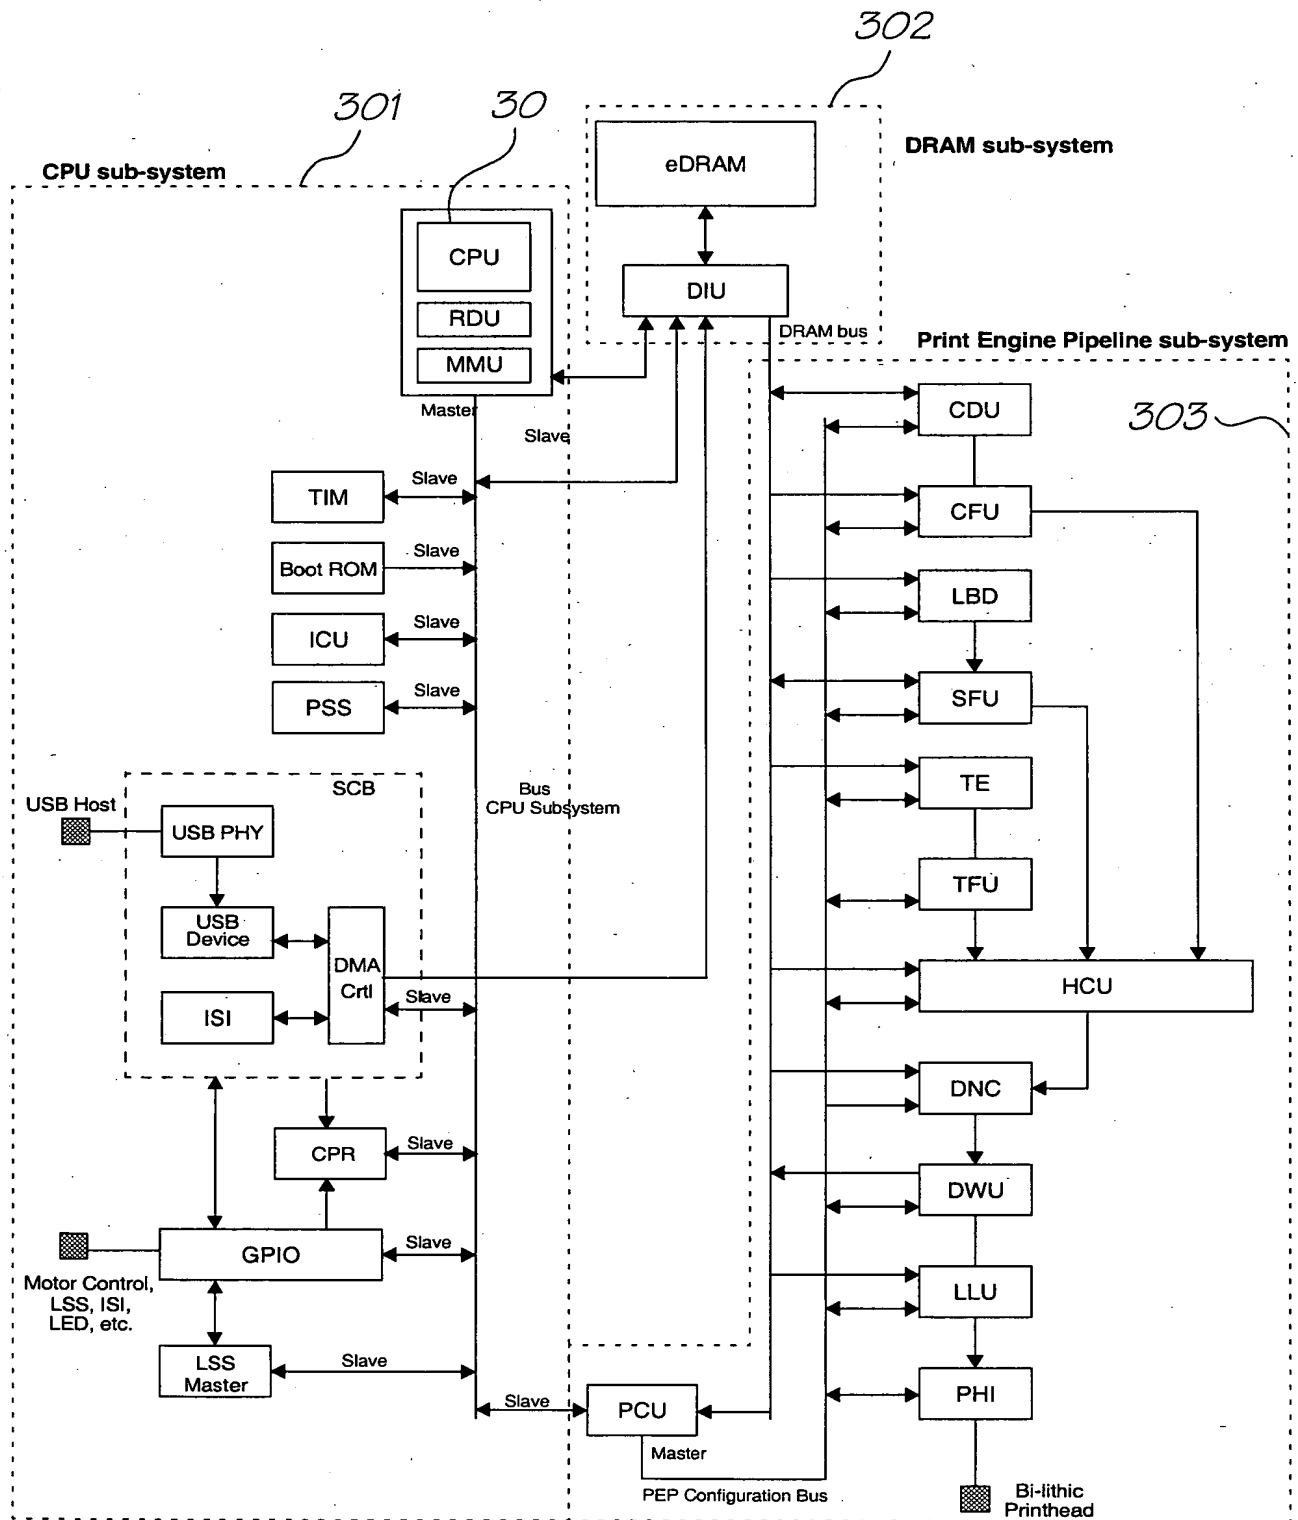 302
301
30
DRAM sub-system
CPU sub-system
eDRAM
CPU
DIU
RDU
DRAM bus
Print Engine Pipeline sub-system
MMU
Master
CDU
303
Slave
Slave
TIM
CFU
Slave
Boot ROM
LBD
Slave
ICU
Slave
PSS
SFU
SCB
Bus
CPU Subsystem
TE
USB Host
USB PHY
TFU
USB
Device
DMA
Crtl
HCU
Slave
ISI
DNC
Slave
CPR
DWU
Slave
GPIO
Motor Control,
LSS, ISI,
LED, etc.
LLU
Slave
LSS
Master
PHI
Slave
PCU
Master
PEP Configuration Bus
Bi-lithic
Printhead